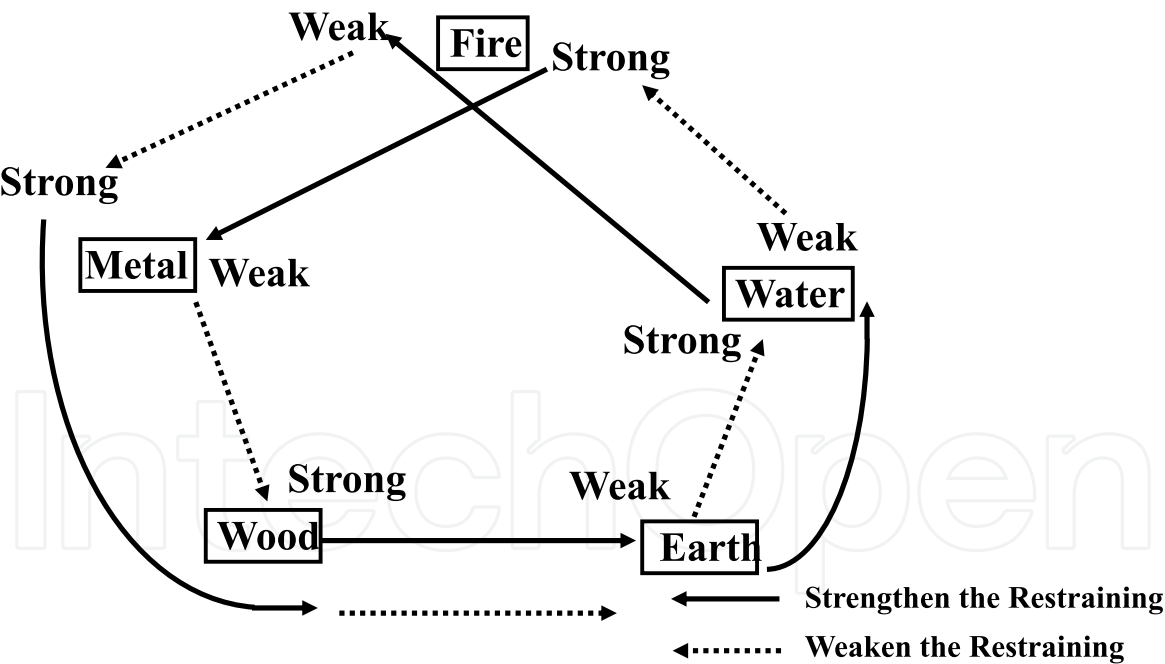 Weak
Fire
Strong
Strong
Metal
Weak
Weak
Water
Strong
Strong
Weak
Wood
Earth
Strengthen the Restraining
Weaken the Restraining
IntechOpen